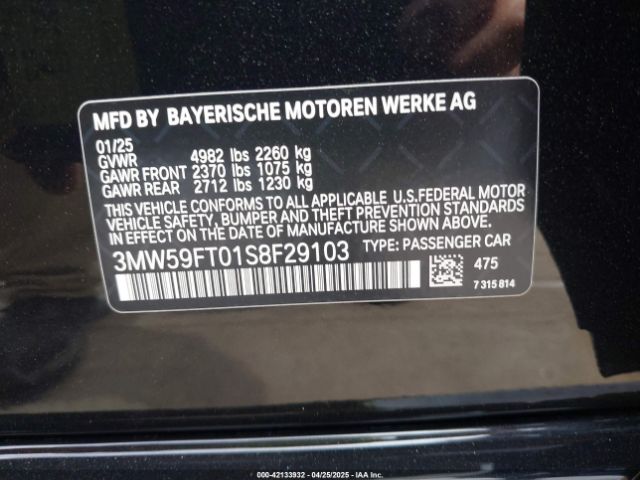 MFD BY BAYERISCHE MOTOREN WERKE AG
01/25
GVWR 4982 lbs 2260 kg
GAWR FRONT 2370 lbs 1075 kg
GAWR REAR 2712 lbs 1230 kg
THIS VEHICLE CONFORMS TO ALL APPLICABLE U.S.FEDERAL MOTOR
VEHICLE SAFETY, BUMPER AND THEFT PREVENTION STANDARDS
IN EFFECT ON THE DATE OF MANUFACTURE SHOWN ABOVE.
3MW59FT01S8F29103 TYPE: PASSENGER CAR
475
7 315 814
000-42133932 - 04/25/2025 - IAA Inc.